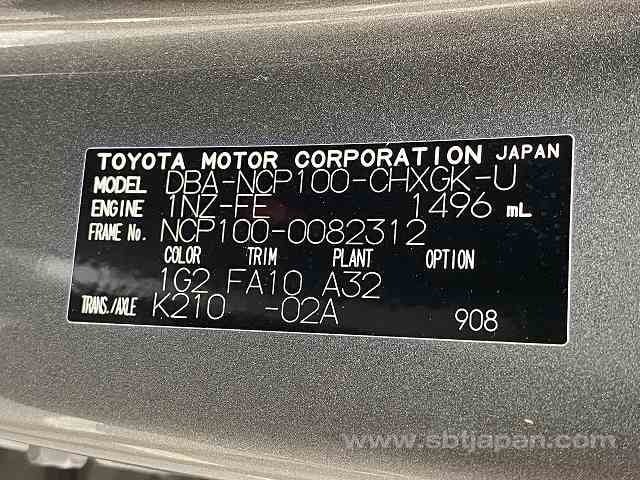 TOYOTA MOTOR CORPORATION JAPAN
MODEL DBA-NCP100-CHXGK-U
ENGINE 1NZ-FE 1496 mL
FRAME No. NCP100-0082312
COLOR TRIM PLANT OPTION
1G2 FA10 A32
TRANS./AXLE K210 -02A 908
www.sbtjapan.com